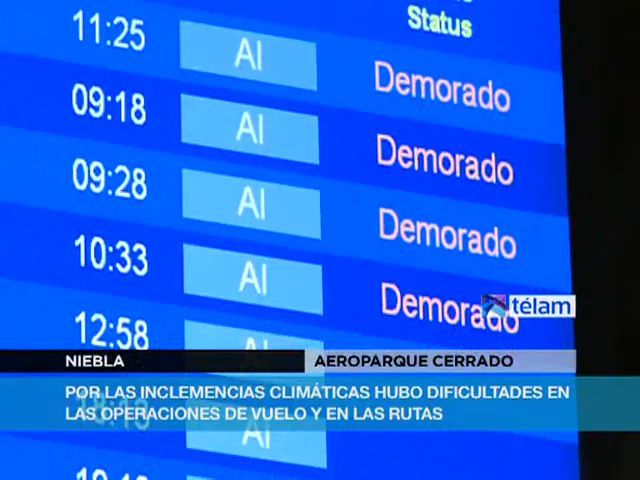 Status
11:25 AI Demorado
09:18 AI Demorado
09:28 AI Demorado
10:33 AI Demorado
télam
12:58
NIEBLA AEROPARQUE CERRADO
POR LAS INCLEMENCIAS CLIMÁTICAS HUBO DIFICULTADES EN
LAS OPERACIONES DE VUELO Y EN LAS RUTAS
AI